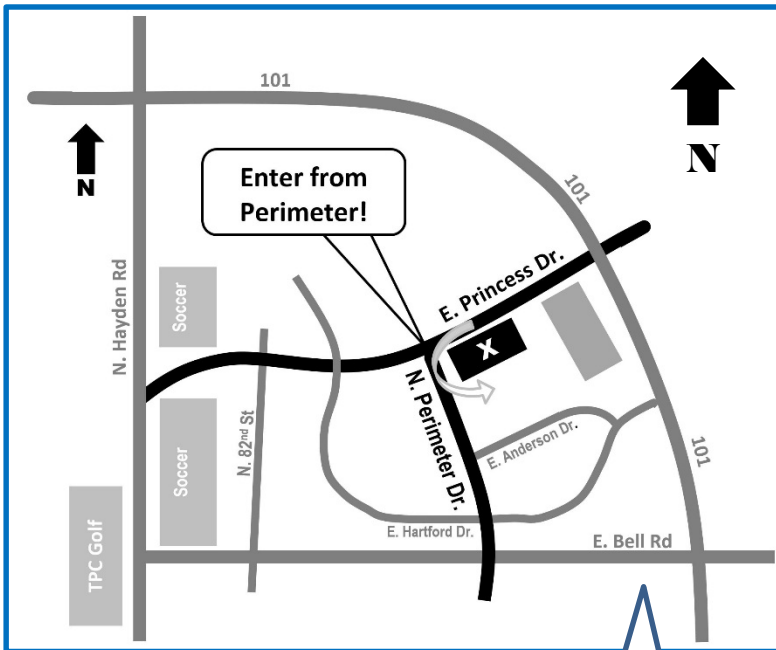 101
N
N
Enter from
Perimeter!
101
N. Hayden Rd
Soccer
E. Princess Dr.
X
N. Perimeter Dr.
N. 82nd St
Soccer
E. Anderson Dr.
101
TPC Golf
E. Hartford Dr.
E. Bell Rd